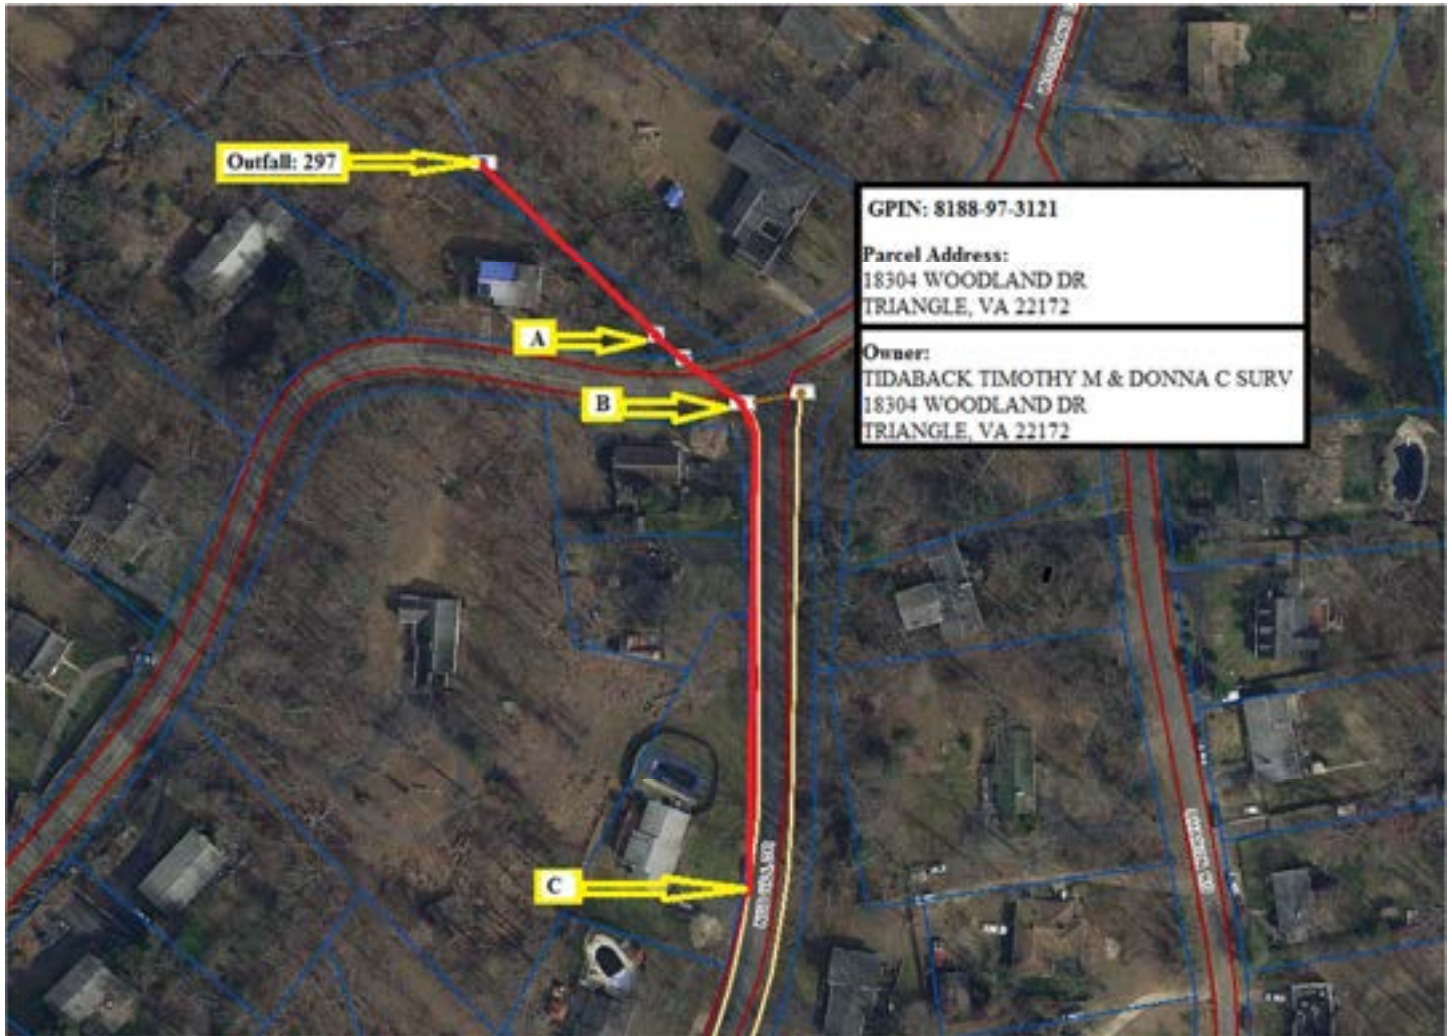 Outfall: 297
GPIN: 8188-97-3121
Parcel Address:
18304 WOODLAND DR
TRIANGLE, VA 22172
A
Owner:
TIDABACK TIMOTHY M & DONNA C SURV
18304 WOODLAND DR
TRIANGLE, VA 22172
B
C